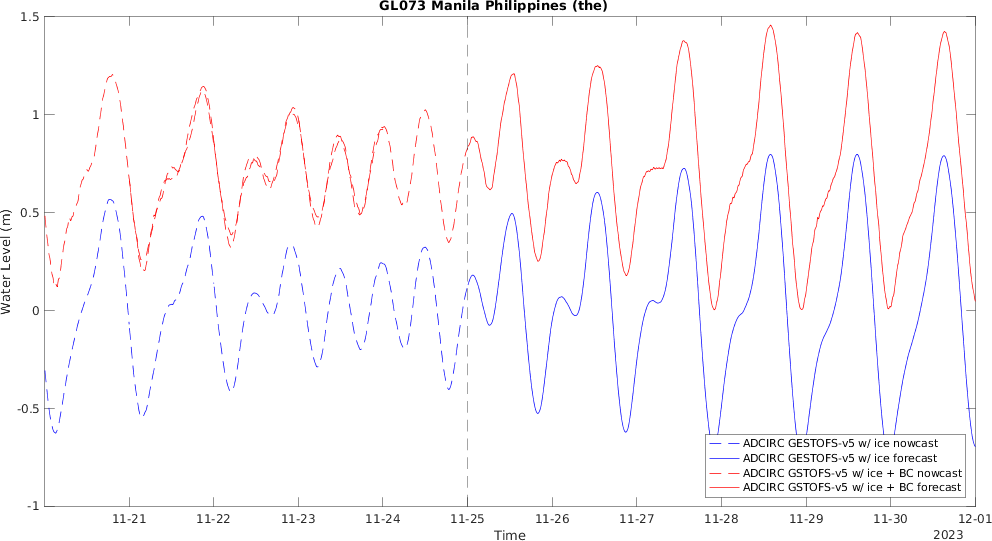 GL073 Manila Philippines (the)
1.5
1
0.5
0
-0.5
-1
Water Level (m)
ADCIRC GESTOFS-v5 w/ ice nowcast
ADCIRC GESTOFS-v5 w/ ice forecast
ADCIRC GSTOFS-v5 w/ ice + BC nowcast
ADCIRC GSTOFS-v5 w/ ice + BC forecast
11-21 11-22 11-23 11-24 11-25 11-26 11-27 11-28 11-29 11-30 12-01
Time
2023